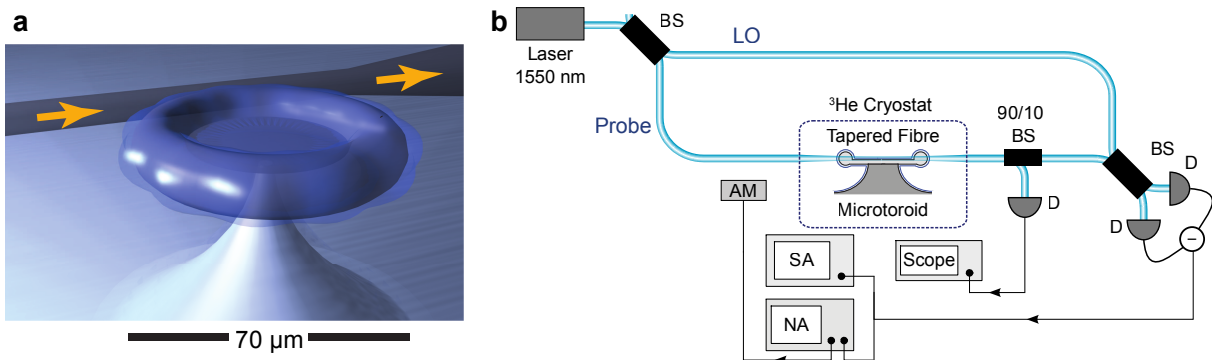 a
70 μm
b
Laser
1550 nm
BS
LO
Probe
³He Cryostat
Tapered Fibre
Microtoroid
90/10
BS
BS
D
D
D
AM
SA
Scope
NA
−